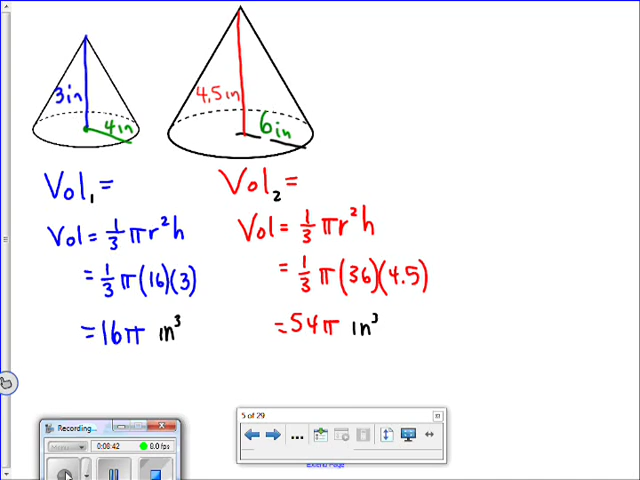 3in
4in
4.5in
6in
Vol₁ =
Vol = 1/3 πr²h
= 1/3 π(16)(3)
= 16π in³
Vol₂ =
Vol = 1/3 πr²h
= 1/3 π(36)(4.5)
= 54π in³
Recording...
Menu
0:08:42
0.0 fps
5 of 29
Extend Page